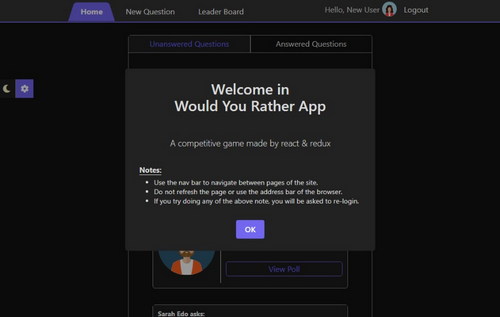 Home New Question Leader Board Hello, New User Logout
Unanswered Questions Answered Questions
Welcome in
Would You Rather App
A competitive game made by react & redux
Notes:
Use the nav bar to navigate between pages of the site.
Do not refresh the page or use the address bar of the browser.
If you try doing any of the above note, you will be asked to re-login.
OK
View Poll
Sarah Edo asks: